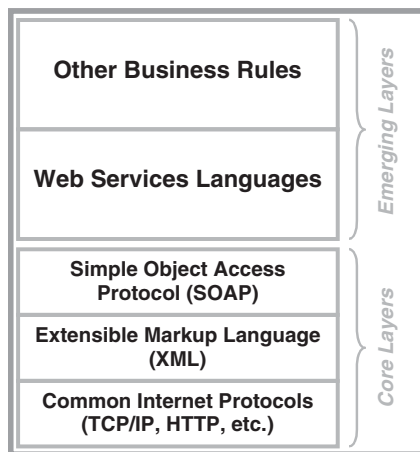 Other Business Rules
Web Services Languages
Emerging Layers
Simple Object Access
Protocol (SOAP)
Extensible Markup Language
(XML)
Common Internet Protocols
(TCP/IP, HTTP, etc.)
Core Layers